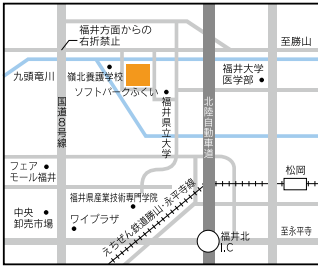 福井方面からの
右折禁止
至勝山
九頭竜川
嶺北養護学校
ソフトパークふくい
福井大学
医学部
国道8号線
福井県立大学
北陸自動車道
フェア
モール福井
松岡
福井県産業技術専門学院
中央
卸売市場
ワイプラザ
えちぜん鉄道勝山・永平寺線
福井北
I.C
至永平寺